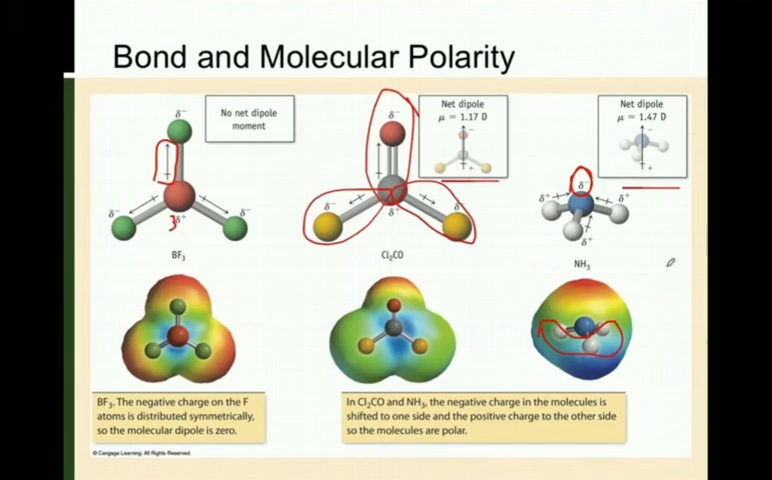 Bond and Molecular Polarity
δ−
No net dipole
moment
δ−
δ−
3δ+
BF₃
δ−
Net dipole
μ = 1.17 D
−
+
δ−
δ−
δ+
Cl₂CO
Net dipole
μ = 1.47 D
−
+
δ−
δ+
δ+
δ+
NH₃
BF₃. The negative charge on the F
atoms is distributed symmetrically,
so the molecular dipole is zero.
In Cl₂CO and NH₃, the negative charge in the molecules is
shifted to one side and the positive charge to the other side
so the molecules are polar.
© Cengage Learning. All Rights Reserved.